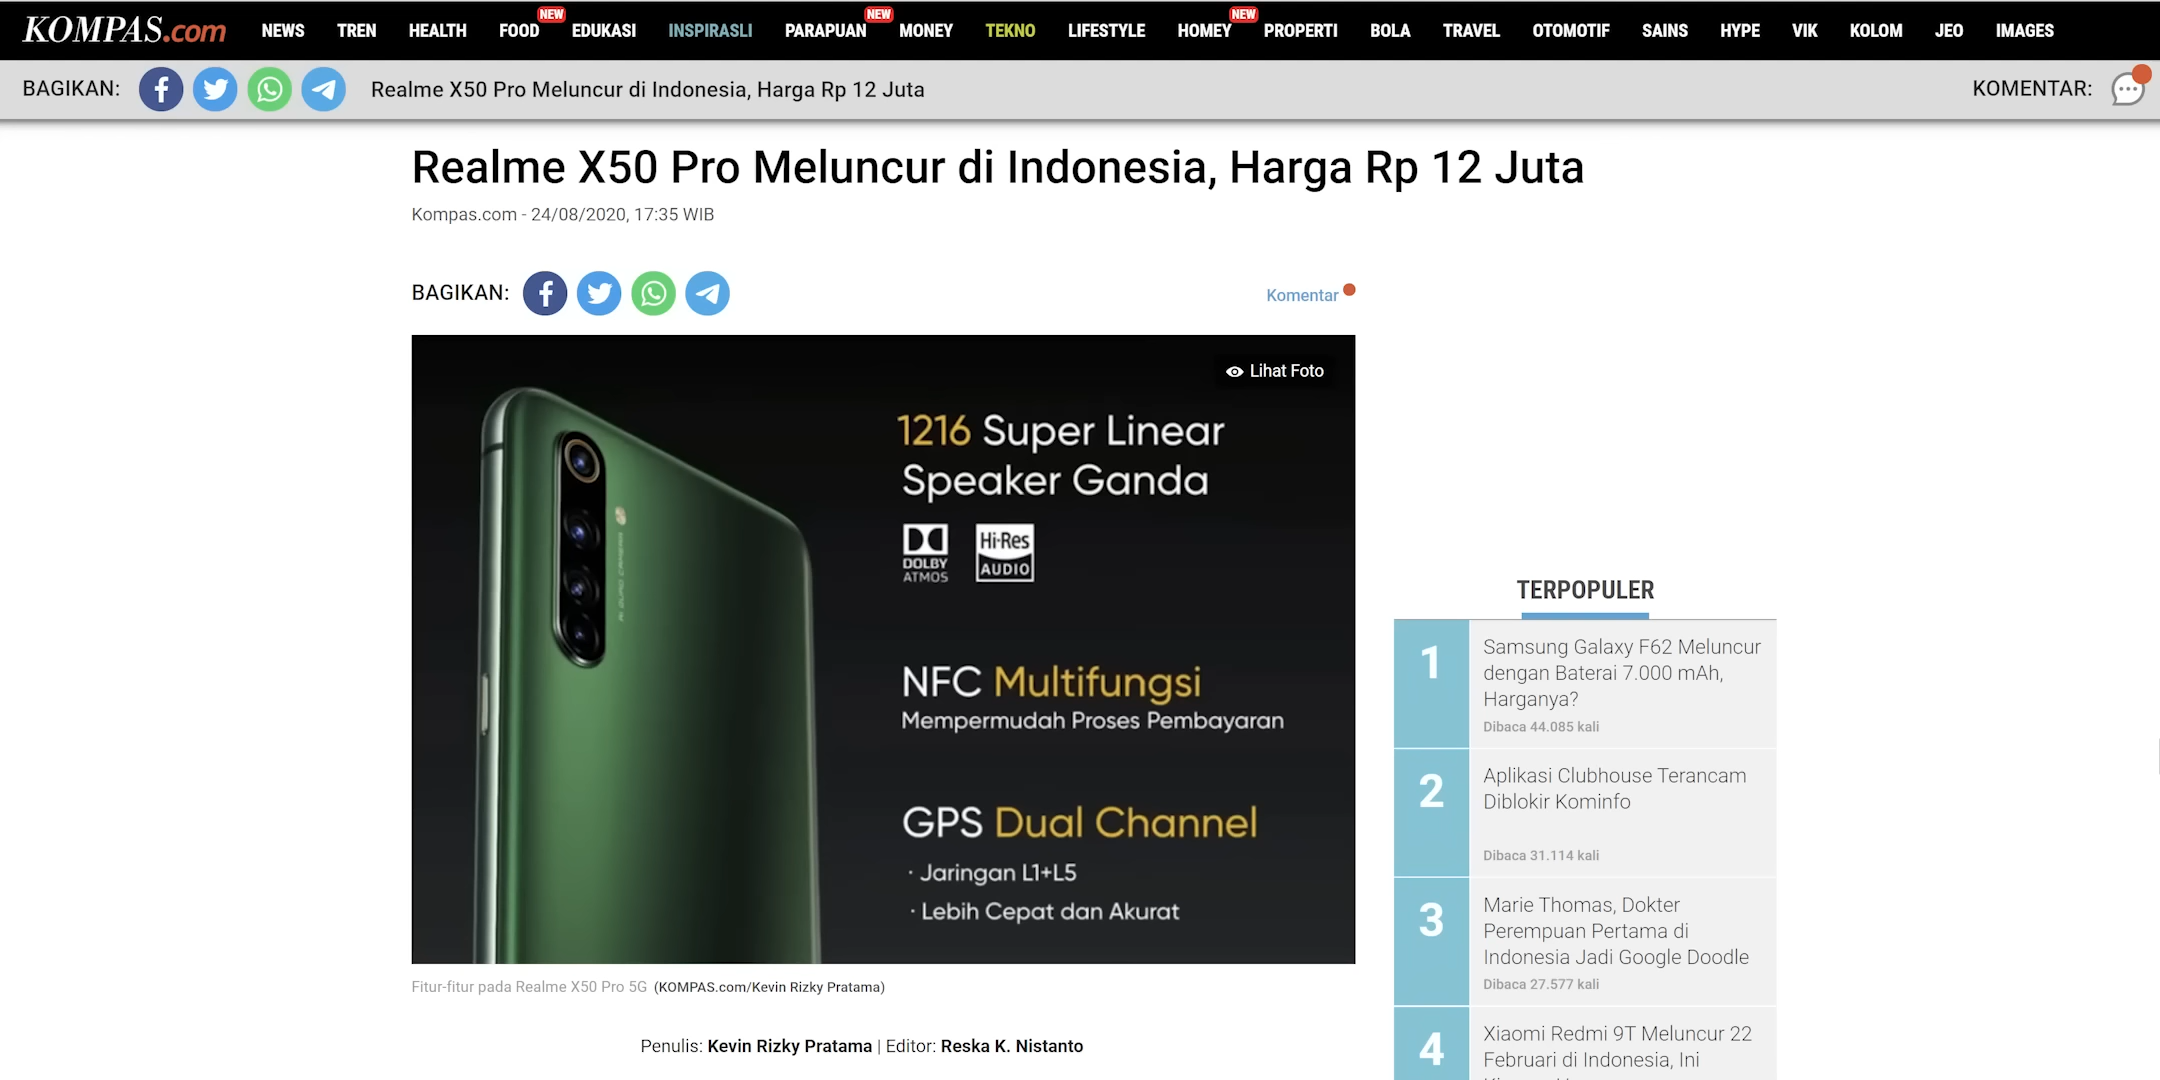 KOMPAS.com
NEWS TREN HEALTH FOOD NEW EDUKASI INSPIRASLI PARAPUAN NEW MONEY TEKNO LIFESTYLE HOMEY NEW PROPERTI BOLA TRAVEL OTOMOTIF SAINS HYPE VIK KOLOM JEO IMAGES
BAGIKAN: Realme X50 Pro Meluncur di Indonesia, Harga Rp 12 Juta KOMENTAR:
Realme X50 Pro Meluncur di Indonesia, Harga Rp 12 Juta
Kompas.com - 24/08/2020, 17:35 WIB
BAGIKAN:
Komentar
Lihat Foto
1216 Super Linear
Speaker Ganda
DOLBY
ATMOS
Hi-Res
AUDIO
NFC Multifungsi
Mempermudah Proses Pembayaran
GPS Dual Channel
· Jaringan L1+L5
· Lebih Cepat dan Akurat
Fitur-fitur pada Realme X50 Pro 5G (KOMPAS.com/Kevin Rizky Pratama)
Penulis: Kevin Rizky Pratama | Editor: Reska K. Nistanto
TERPOPULER
1
Samsung Galaxy F62 Meluncur
dengan Baterai 7.000 mAh,
Harganya?
Dibaca 44.085 kali
2
Aplikasi Clubhouse Terancam
Diblokir Kominfo
Dibaca 31.114 kali
3
Marie Thomas, Dokter
Perempuan Pertama di
Indonesia Jadi Google Doodle
Dibaca 27.577 kali
4
Xiaomi Redmi 9T Meluncur 22
Februari di Indonesia, Ini